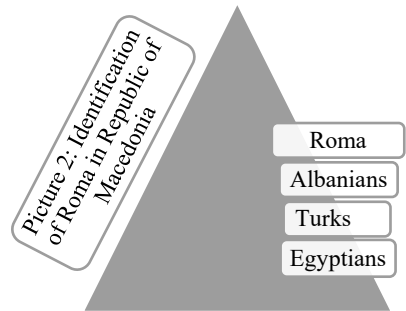 Picture 2: Identification
of Roma in Republic of
Macedonia
Roma
Albanians
Turks
Egyptians